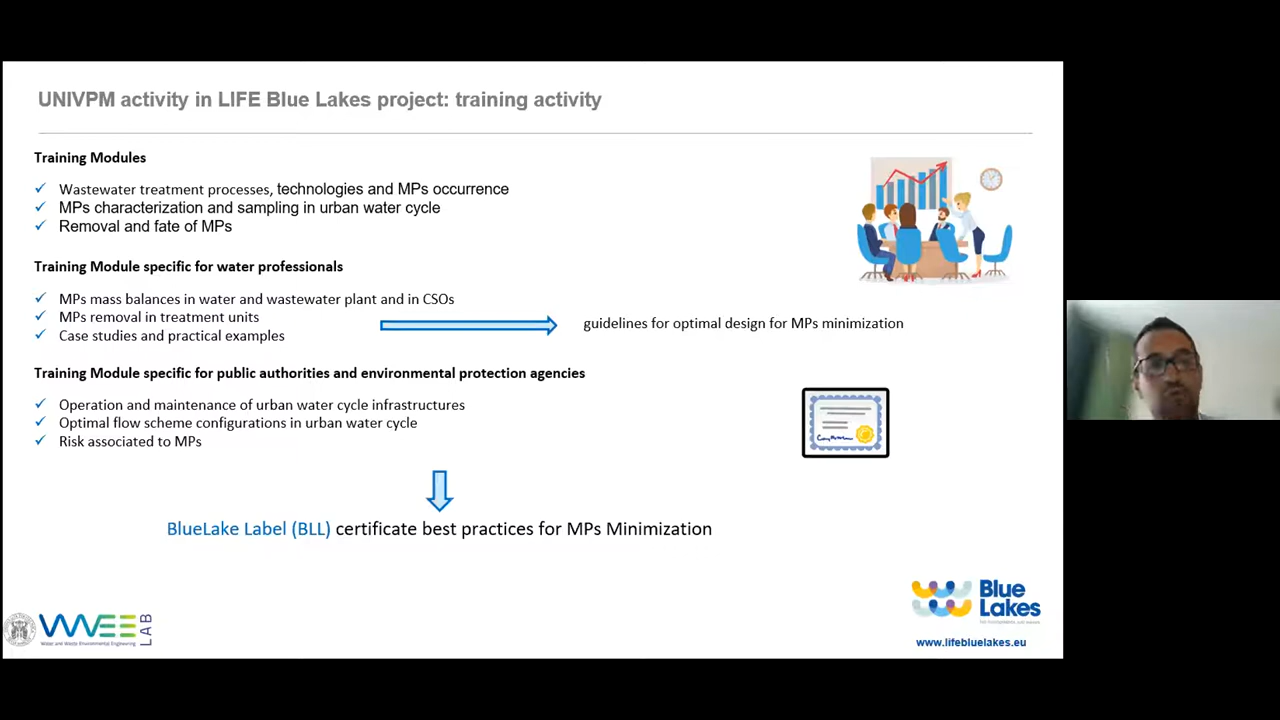 UNIVPM activity in LIFE Blue Lakes project: training activity
Training Modules
✓ Wastewater treatment processes, technologies and MPs occurrence
✓ MPs characterization and sampling in urban water cycle
✓ Removal and fate of MPs
Training Module specific for water professionals
✓ MPs mass balances in water and wastewater plant and in CSOs
✓ MPs removal in treatment units
✓ Case studies and practical examples
guidelines for optimal design for MPs minimization
Training Module specific for public authorities and environmental protection agencies
✓ Operation and maintenance of urban water cycle infrastructures
✓ Optimal flow scheme configurations in urban water cycle
✓ Risk associated to MPs
BlueLake Label (BLL) certificate best practices for MPs Minimization
WWEE LAB
Water and Waste Environmental Engineering
Blue
Lakes
www.lifebluelakes.eu